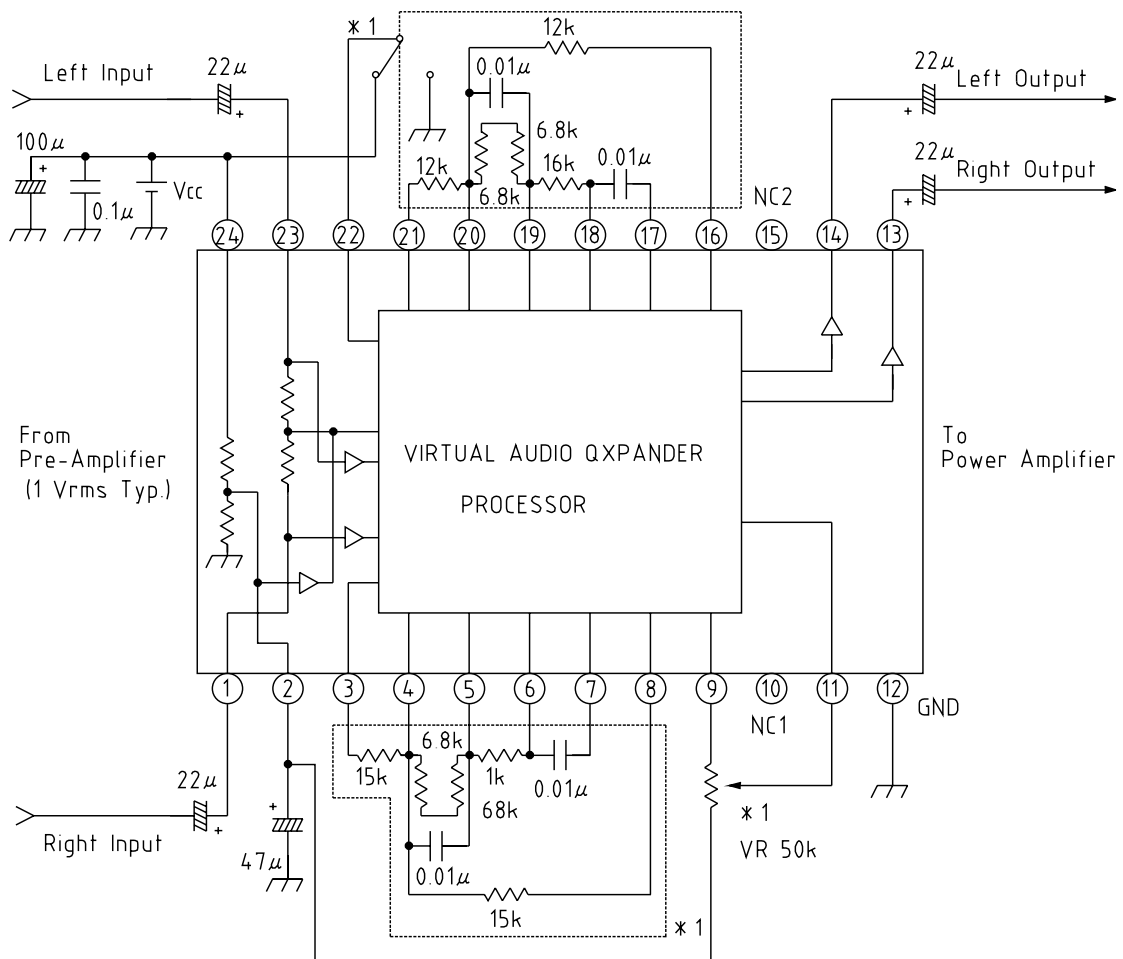 * 1
12k
Left Input
22μ
0.01μ
22μ
Left Output
100μ
6.8k
22μ
Right Output
12k
16k
0.01μ
0.1μ
Vcc
6.8k
NC2
24
23
22
21
20
19
18
17
16
15
14
13
From
Pre-Amplifier
(1 Vrms Typ.)
VIRTUAL AUDIO QXPANDER
PROCESSOR
To
Power Amplifier
1
2
3
4
5
6
7
8
9
10
11
12
GND
NC1
6.8k
15k
1k
0.01μ
22μ
68k
* 1
Right Input
VR 50k
47μ
0.01μ
15k
* 1